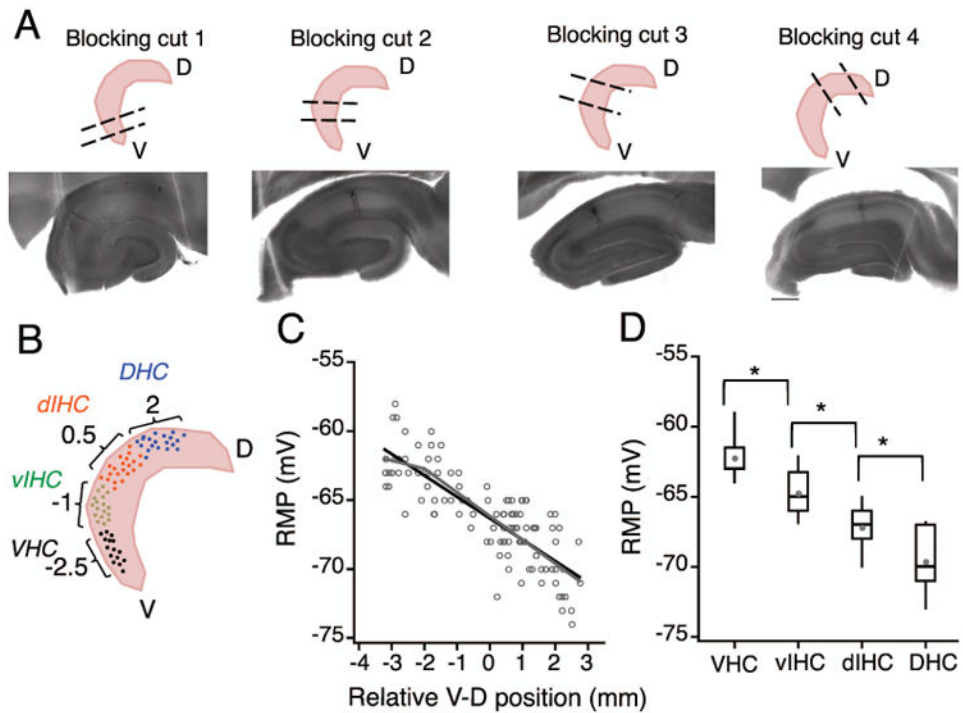 A
Blocking cut 1
Blocking cut 2
Blocking cut 3
Blocking cut 4
D
D
D
D
V
V
V
V
B
DHC
2
dIHC
0.5
vIHC
-1
VHC
-2.5
D
V
C
-55
-60
-65
-70
-75
RMP (mV)
-4 -3 -2 -1 0 1 2 3
Relative V-D position (mm)
D
-55
-60
-65
-70
-75
RMP (mV)
*
*
*
VHC vIHC dIHC DHC